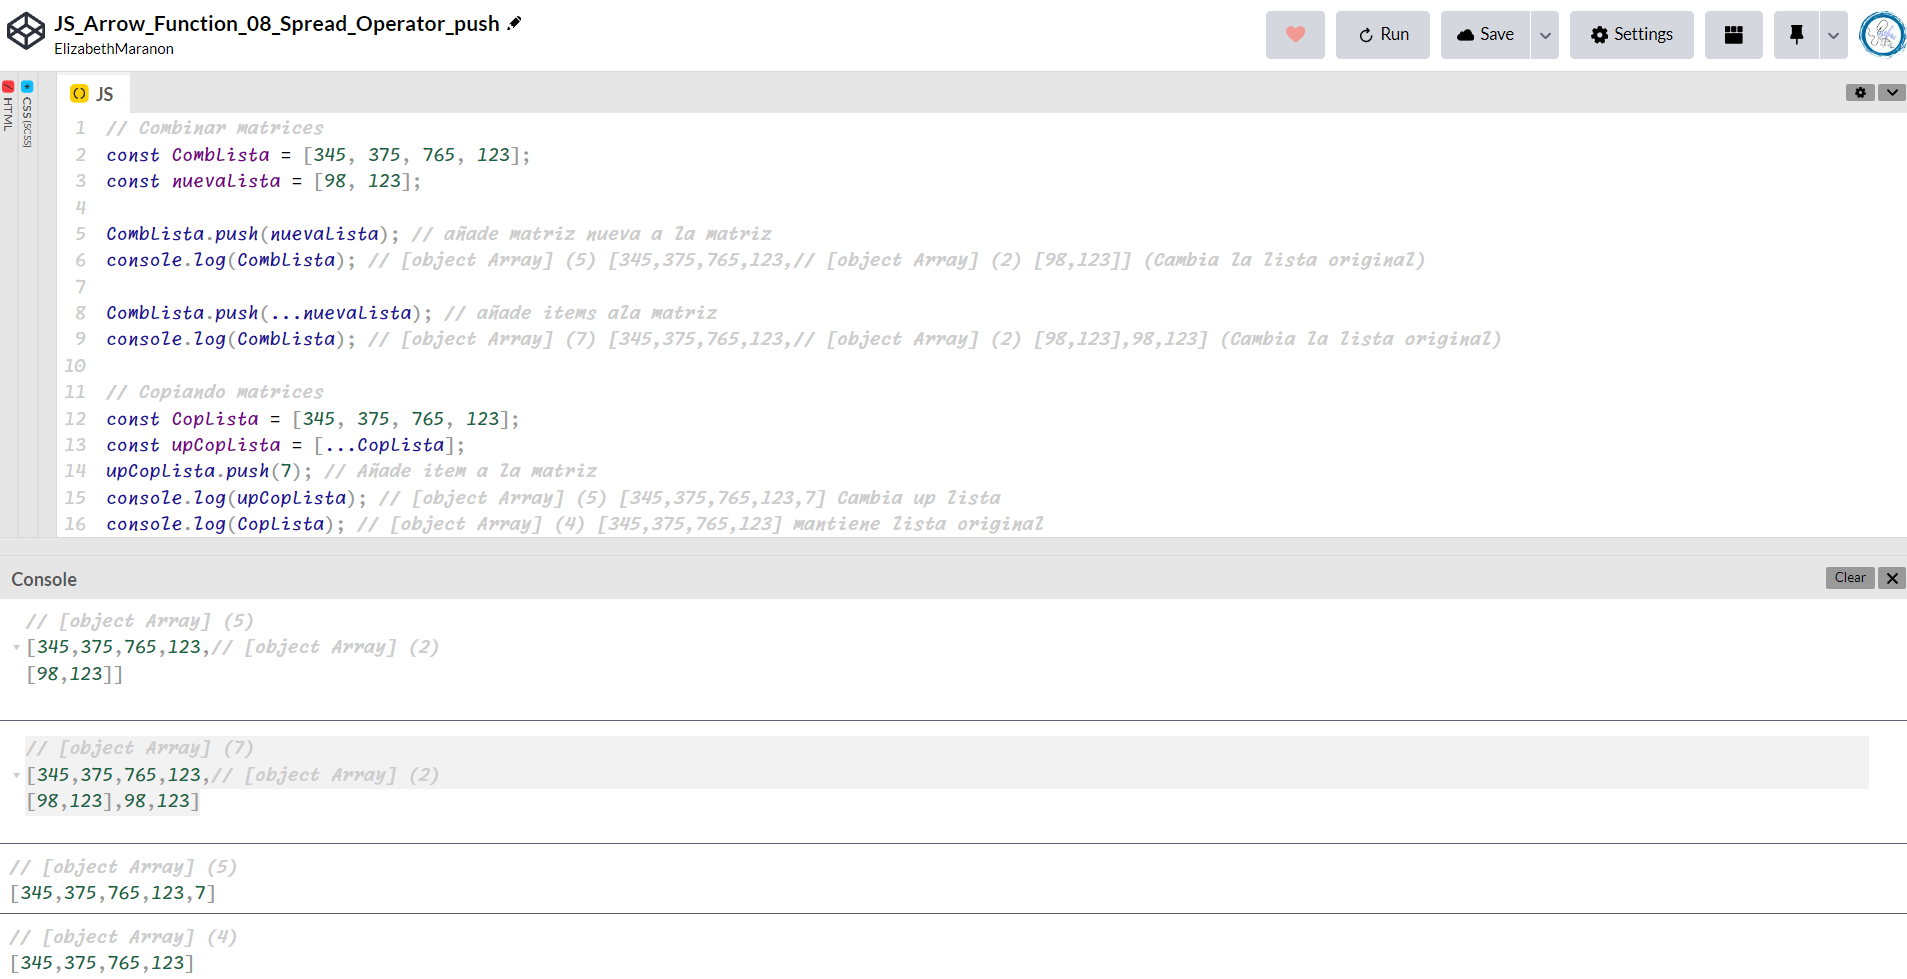 JS_Arrow_Function_08_Spread_Operator_push
ElizabethMaranon
Run
Save
Settings
HTML
CSS (SCSS)
JS
1 // Combinar matrices
2 const CombLista = [345, 375, 765, 123];
3 const nuevaLista = [98, 123];
4
5 CombLista.push(nuevaLista); // añade matriz nueva a la matriz
6 console.log(CombLista); // [object Array] (5) [345,375,765,123,// [object Array] (2) [98,123]] (Cambia la lista original)
7
8 CombLista.push(...nuevaLista); // añade items ala matriz
9 console.log(CombLista); // [object Array] (7) [345,375,765,123,// [object Array] (2) [98,123],98,123] (Cambia la lista original)
10
11 // Copiando matrices
12 const CopLista = [345, 375, 765, 123];
13 const upCopLista = [...CopLista];
14 upCopLista.push(7); // Añade item a la matriz
15 console.log(upCopLista); // [object Array] (5) [345,375,765,123,7] Cambia up lista
16 console.log(CopLista); // [object Array] (4) [345,375,765,123] mantiene lista original
Console
Clear
// [object Array] (5)
[345,375,765,123,// [object Array] (2)
[98,123]]
// [object Array] (7)
[345,375,765,123,// [object Array] (2)
[98,123],98,123]
// [object Array] (5)
[345,375,765,123,7]
// [object Array] (4)
[345,375,765,123]